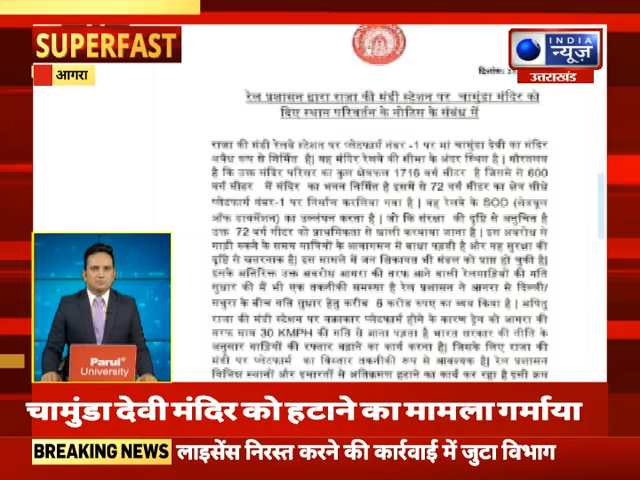 SUPERFAST
आगरा
INDIA
न्यूज़
उत्तराखंड
दिनांक:
रेल प्रशासन द्वारा राजा की मंडी स्टेशन पर चामुंडा मंदिर को
दिए स्थान परिवर्तन के नोटिस के संबंध में
राजा की मंडी रेलवे स्टेशन पर प्लेटफार्म नंबर -1 पर मां चामुंडा देवी का मंदिर
अवैध रूप से निर्मित है। यह मंदिर रेलवे की सीमा के अंदर स्थित है। गौरतलब
है कि उक्त मंदिर परिसर का कुल क्षेत्रफल 1716 वर्ग मीटर है जिनमे से 600
वर्ग मीटर में मंदिर का भवन निर्मित है इसमें से 72 वर्ग मीटर का क्षेत्र सीधे
प्लेटफार्म नंबर-1 पर निर्माण करलिया गया है। यह रेलवे के SOD (शेड्यूल
ऑफ डायमेंशन) का उल्लंघन करता है। जो कि संरक्षा की दृष्टि से अनुचित है
उक्त 72 वर्ग मीटर को प्राथमिकता से खाली करवाया जाना है। इस अवरोध से
गाड़ी रुकने के समय यात्रियों के आवागमन में बाधा पड़ती है और यह सुरक्षा की
दृष्टि से खतरनाक है। इस सामले में जन शिकायत भी मंडल को प्राप्त हो चुकी है।
इसके अतिरिक्त उक्त अवरोध आगरा की तरफ आने वाली रेलगाड़ियों की गति
सुधार की में भी एक तकनीकी समस्या है रेल प्रशासन ने आगरा से दिल्ली/
मथुरा के बीच गति सुधार हेतु करीब 6 करोड़ रुपए का व्यय किया है। अपितु
राजा की मंडी स्टेशन पर वक्राकार प्लेटफार्म होने के कारण ट्रेन को आगरा की
तरफ मात्र 30 KMPH की गति से आना पड़ता है भारत सरकार की नीति के
अनुसार गाड़ियों की रफ्तार बढ़ाने का कार्य करना है। जिसके लिए राजा की
मंडी पर प्लेटफार्म का विस्तार तकनीकी रूप से आवश्यक है। रेल प्रशासन
विभिन्न स्थानों और इमारतों से अतिक्रमण हटाने का कार्य कर रहा है इसी क्रम
Parul
University
चामुंडा देवी मंदिर को हटाने का मामला गर्माया
BREAKING NEWS लाइसेंस निरस्त करने की कार्रवाई में जुटा विभाग